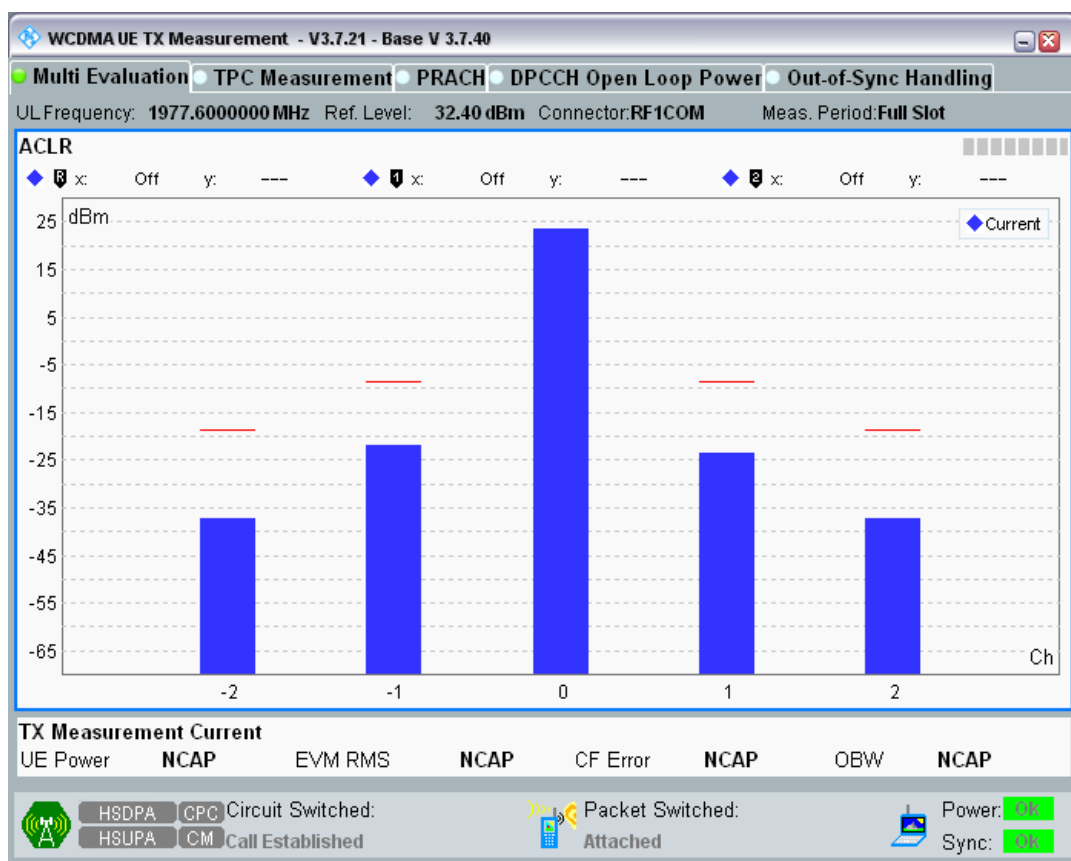 WCDMA UE TX Measurement - V3.7.21 - Base V 3.7.40
Multi Evaluation TPC Measurement PRACH DPCCH Open Loop Power Out-of-Sync Handling
UL Frequency: 1977.6000000 MHz Ref. Level: 32.40 dBm Connector:RF1COM Meas. Period:Full Slot
ACLR
R x: Off y: --- 1 x: Off y: --- 2 x: Off y: ---
dBm
Current
25
15
5
-5
-15
-25
-35
-45
-55
-65
Ch
-2 -1 0 1 2
TX Measurement Current
UE Power NCAP EVM RMS NCAP CF Error NCAP OBW NCAP
HSDPA CPC Circuit Switched: Packet Switched: Power: OK
HSUPA CM Call Established Attached Sync: OK